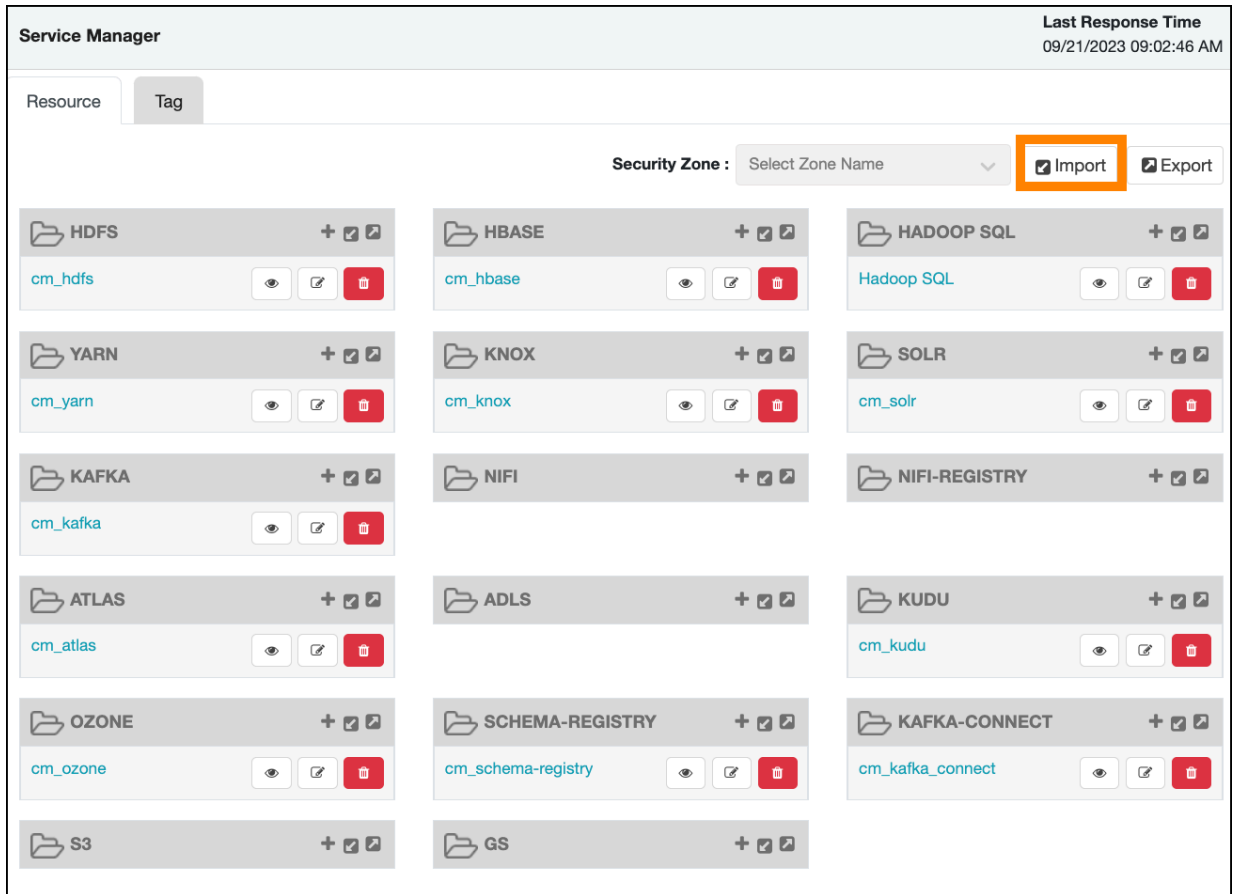 Service Manager
Last Response Time
09/21/2023 09:02:46 AM
Resource
Tag
Security Zone :
Select Zone Name
Import
Export
HDFS
HBASE
HADOOP SQL
cm_hdfs
cm_hbase
Hadoop SQL
YARN
KNOX
SOLR
cm_yarn
cm_knox
cm_solr
KAFKA
NIFI
NIFI-REGISTRY
cm_kafka
ATLAS
ADLS
KUDU
cm_atlas
cm_kudu
OZONE
SCHEMA-REGISTRY
KAFKA-CONNECT
cm_ozone
cm_schema-registry
cm_kafka_connect
S3
GS